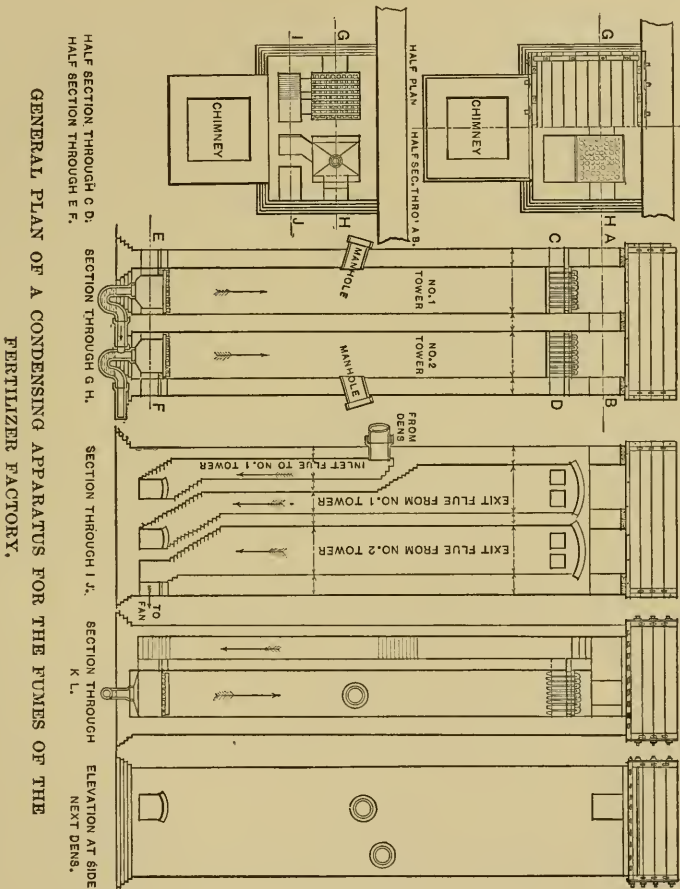 CHIMNEY
G
H
HALF PLAN
HALF SEC. THRO' A B.
CHIMNEY
G
I
H
J
HALF SECTION THROUGH C D;
HALF SECTION THROUGH E F.
A
B
C
D
NO.1
TOWER
NO.2
TOWER
MANHOLE
MANHOLE
E
F
SECTION THROUGH G H.
FROM
DENS
INLET FLUE TO NO.1 TOWER
EXIT FLUE FROM NO.1 TOWER
EXIT FLUE FROM NO.2 TOWER
TO
FAN
SECTION THROUGH I J.
SECTION THROUGH
K L.
ELEVATION AT SIDE
NEXT DENS.
GENERAL PLAN OF A CONDENSING APPARATUS FOR THE FUMES OF THE
FERTILIZER FACTORY.